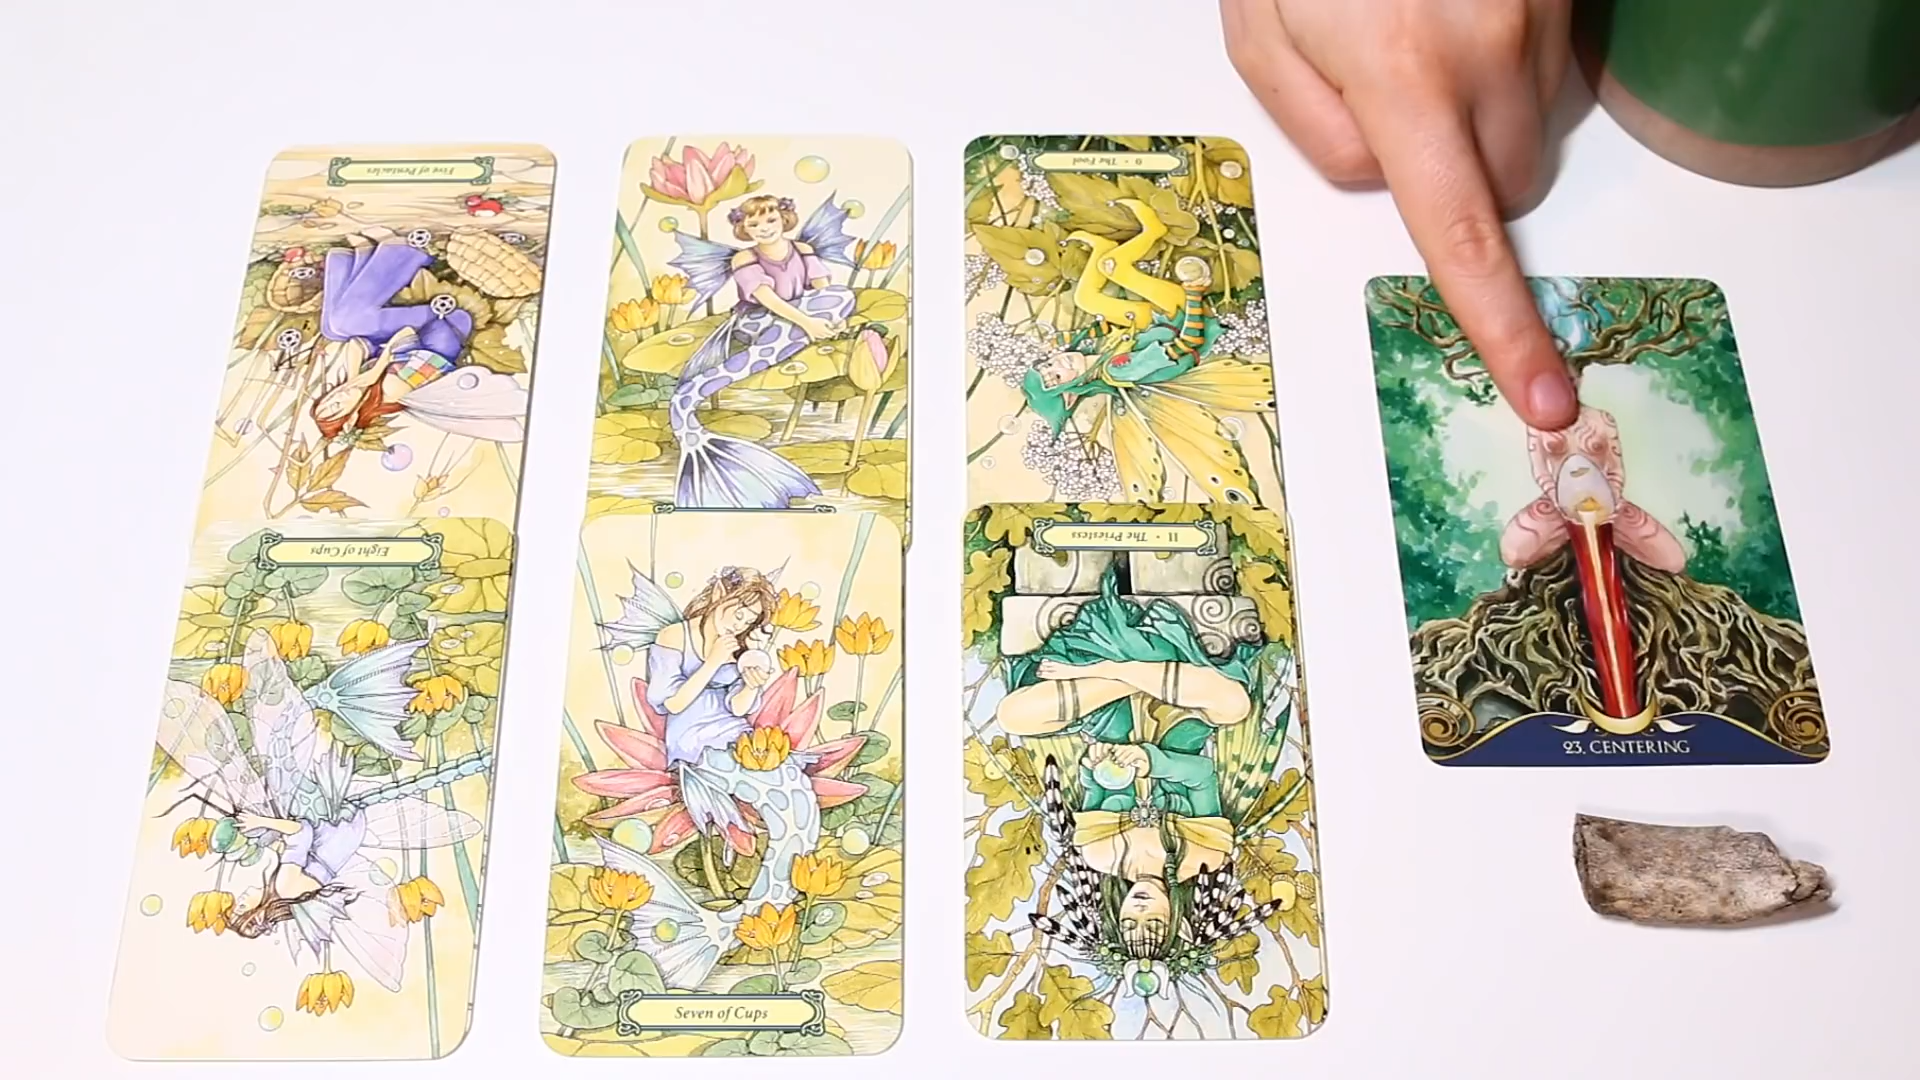 Five of Pentacles
0 • The Fool
Eight of Cups
II • The Priestess
Seven of Cups
23. CENTERING